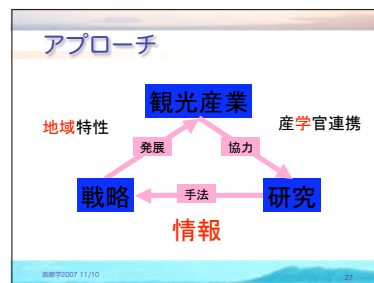 アプローチ
観光産業
地域特性
産学官連携
発展
協力
戦略
手法
研究
情報
函館学2007 11/10
27